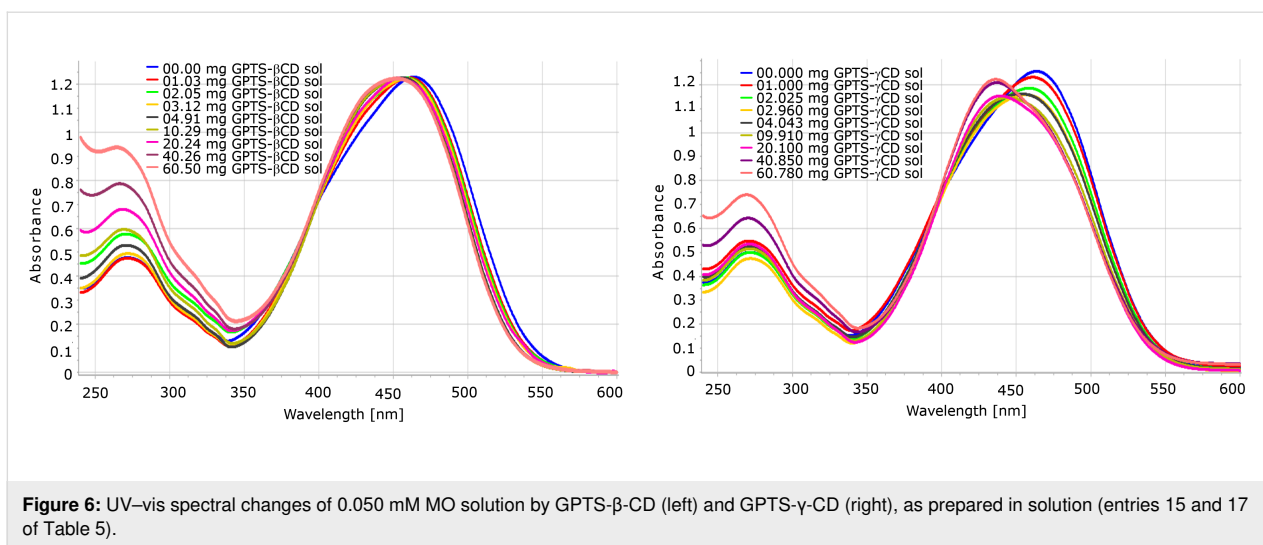 00.00 mg GPTS-βCD sol
01.03 mg GPTS-βCD sol
02.05 mg GPTS-βCD sol
03.12 mg GPTS-βCD sol
04.91 mg GPTS-βCD sol
10.29 mg GPTS-βCD sol
20.24 mg GPTS-βCD sol
40.26 mg GPTS-βCD sol
60.50 mg GPTS-βCD sol
1.2
1.1
1
0.9
0.8
0.7
0.6
0.5
0.4
0.3
0.2
0.1
0
Absorbance
250 300 350 400 450 500 550 600
Wavelength [nm]
00.000 mg GPTS-γCD sol
01.000 mg GPTS-γCD sol
02.025 mg GPTS-γCD sol
02.960 mg GPTS-γCD sol
04.043 mg GPTS-γCD sol
09.910 mg GPTS-γCD sol
20.100 mg GPTS-γCD sol
40.850 mg GPTS-γCD sol
60.780 mg GPTS-γCD sol
1.2
1.1
1
0.9
0.8
0.7
0.6
0.5
0.4
0.3
0.2
0.1
0
Absorbance
250 300 350 400 450 500 550 600
Wavelength [nm]
Figure 6: UV–vis spectral changes of 0.050 mM MO solution by GPTS-β-CD (left) and GPTS-γ-CD (right), as prepared in solution (entries 15 and 17
of Table 5).